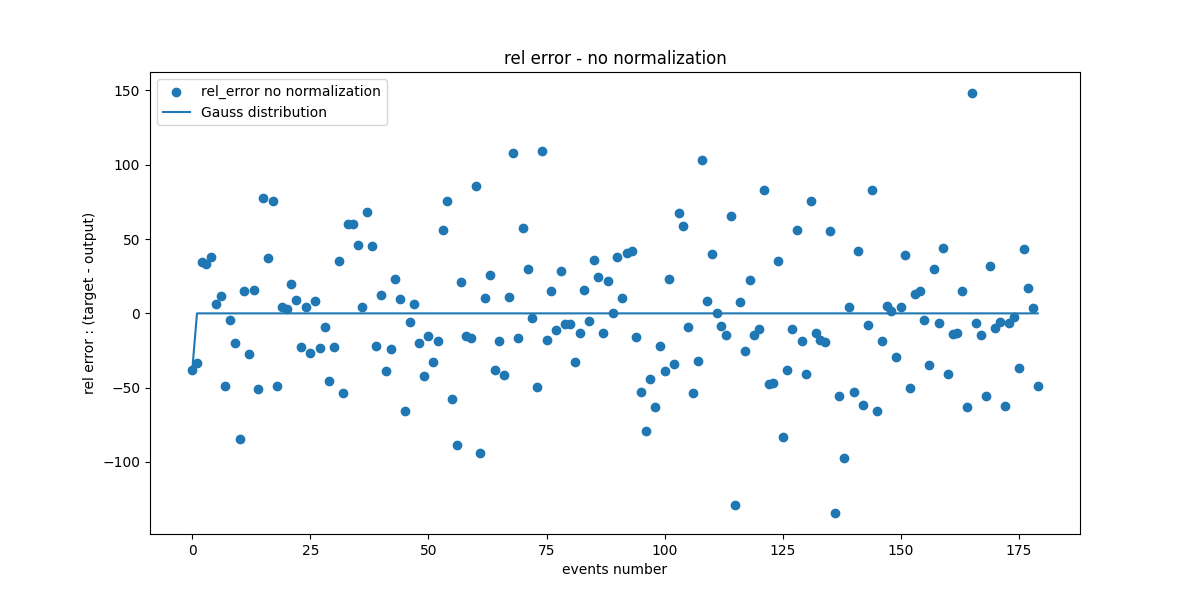 rel error - no normalization
rel_error no normalization
Gauss distribution
150
100
50
0
−50
−100
rel error : (target - output)
0 25 50 75 100 125 150 175
events number